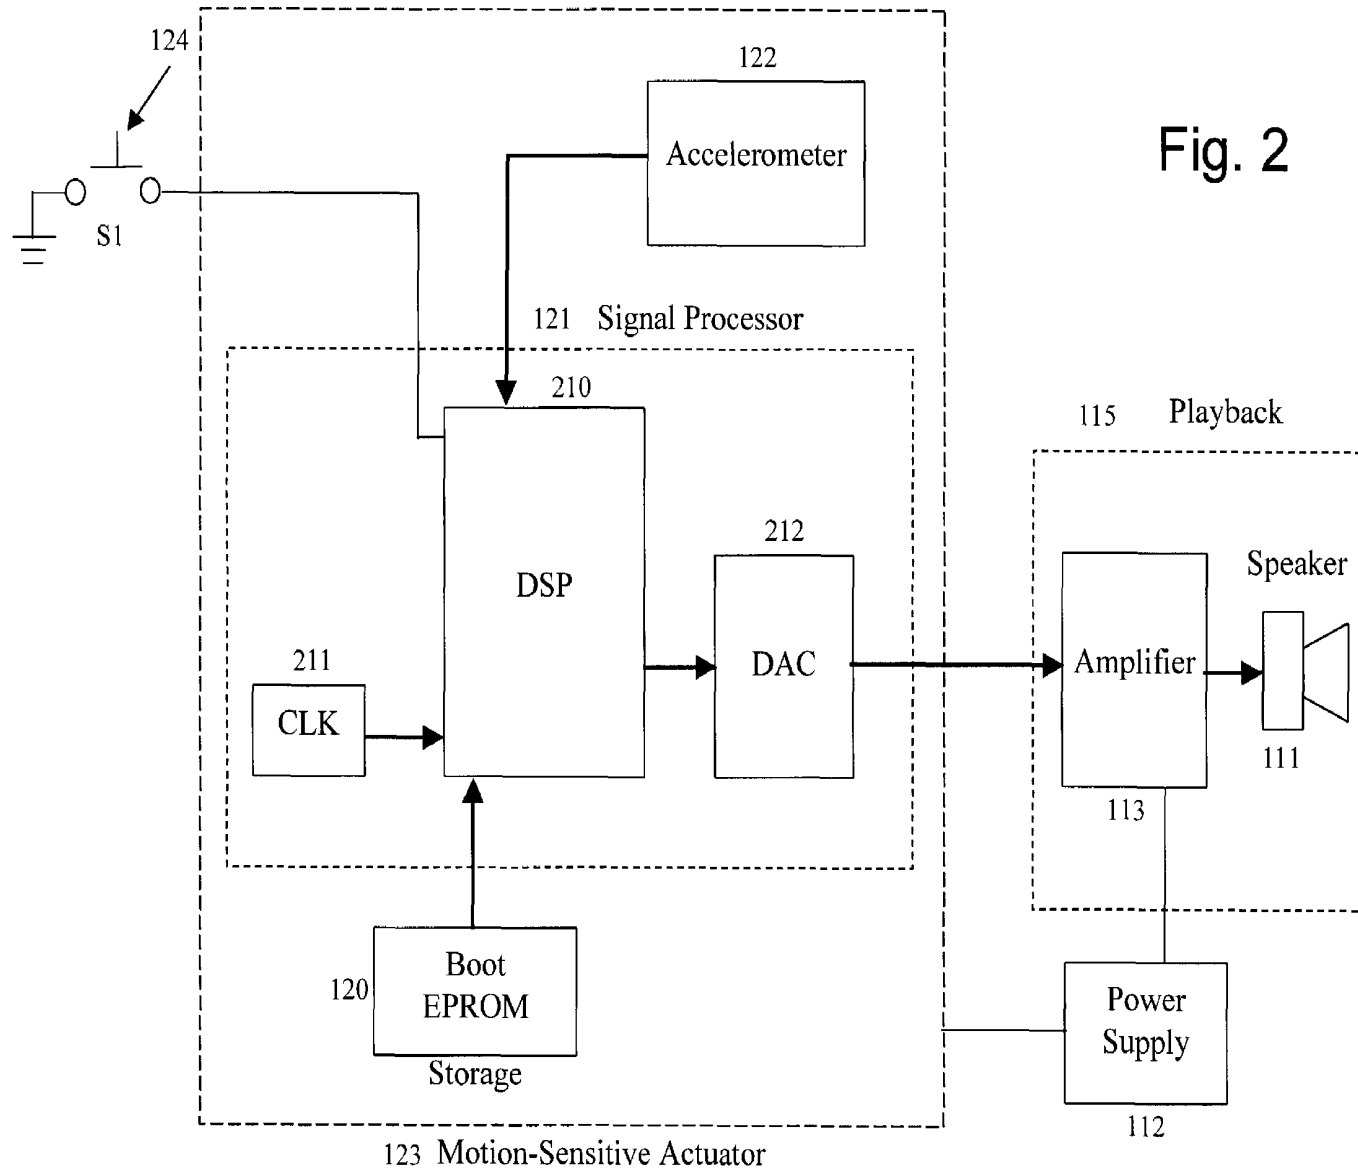 124
122
Accelerometer
Fig. 2
S1
121 Signal Processor
210
115 Playback
212
Speaker
DSP
211
DAC
Amplifier
CLK
111
113
Boot
EPROM
120
Storage
Power
Supply
112
123 Motion-Sensitive Actuator